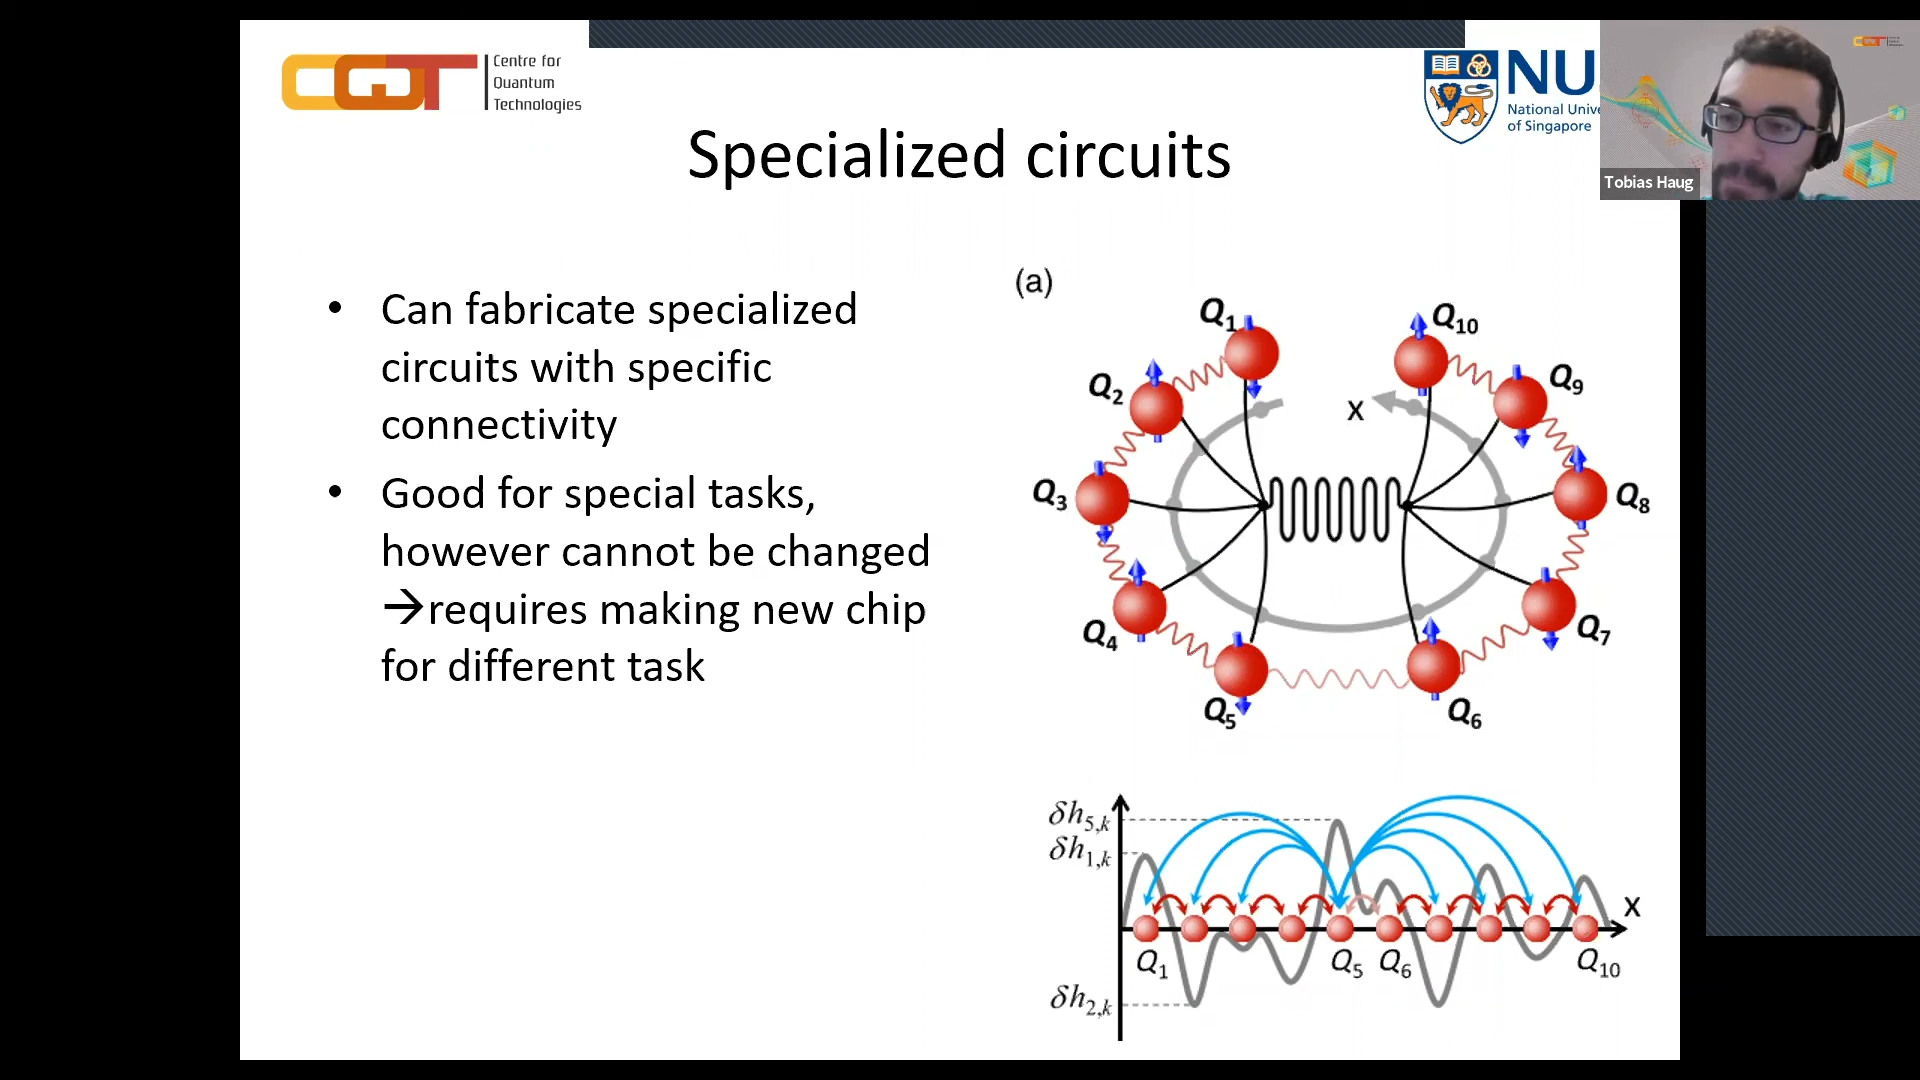 Centre for
Quantum
Technologies
NU
National Unive
of Singapore
Tobias Haug
Specialized circuits
• Can fabricate specialized
circuits with specific
connectivity
• Good for special tasks,
however cannot be changed
→requires making new chip
for different task
(a)
Q1
Q10
Q2
Q9
x
Q3
Q8
Q4
Q7
Q5
Q6
δh5,k
δh1,k
x
Q1
Q5
Q6
Q10
δh2,k